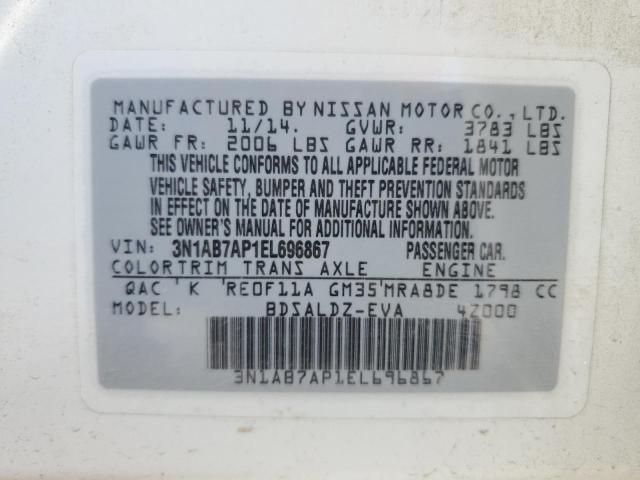 MANUFACTURED BY NISSAN MOTOR CO., LTD.
DATE: 11/14. GVWR: 3783 LBS
GAWR FR: 2006 LBS GAWR RR: 1841 LBS
THIS VEHICLE CONFORMS TO ALL APPLICABLE FEDERAL MOTOR
VEHICLE SAFETY, BUMPER AND THEFT PREVENTION STANDARDS
IN EFFECT ON THE DATE OF MANUFACTURE SHOWN ABOVE.
SEE OWNER'S MANUAL FOR ADDITIONAL INFORMATION.
VIN: 3N1AB7AP1EL696867 PASSENGER CAR.
COLOR TRIM TRANS AXLE ENGINE
QAC ' K ' RE0F11A GM35'MRA8DE 1798 CC
MODEL: BDSALDZ-EVA 4Z000
3N1AB7AP1EL696867